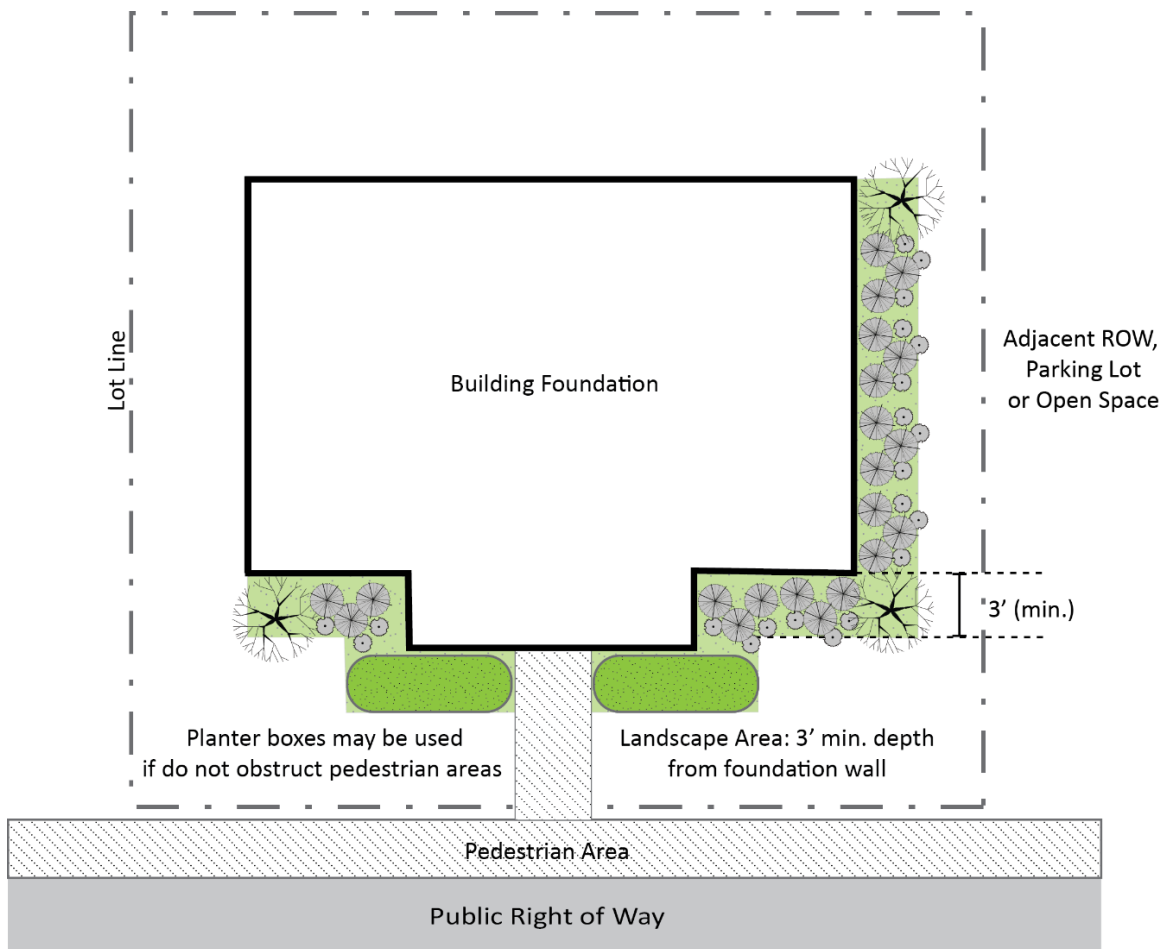 Lot Line
Building Foundation
Adjacent ROW,
Parking Lot
or Open Space
3’ (min.)
Planter boxes may be used
if do not obstruct pedestrian areas
Landscape Area: 3’ min. depth
from foundation wall
Pedestrian Area
Public Right of Way